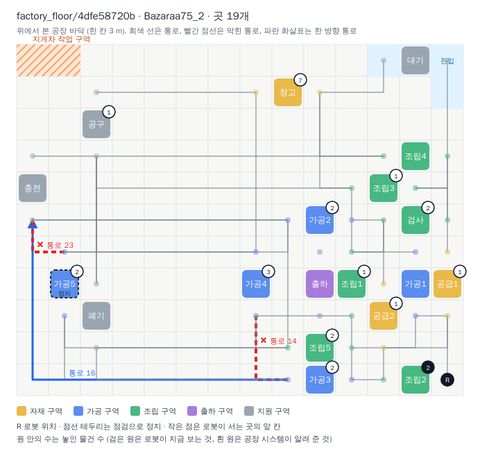 factory_floor/4dfe58720b · Bazaraa75_2 · 곳 19개
위에서 본 공장 바닥 (한 칸 3 m). 회색 선은 통로, 빨간 점선은 막힌 통로, 파란 화살표는 한 방향 통로
지게차 작업 구역
대기
진입
창고 7
공구 1
조립4
충전
조립3 1
가공2 2
검사 2
통로 23
가공5 2
정지
가공4 3
출하
조립1 1
가공1
공급1 1
폐기
공급2 1
통로 14
조립5 2
통로 16
가공3 2
조립2 2
R
자재 구역
가공 구역
조립 구역
출하 구역
지원 구역
R 로봇 위치 · 점선 테두리는 점검으로 정지 · 작은 점은 로봇이 서는 곳의 앞 칸
원 안의 수는 놓인 물건 수 (검은 원은 로봇이 지금 보는 것, 흰 원은 공장 시스템이 알려 준 것)